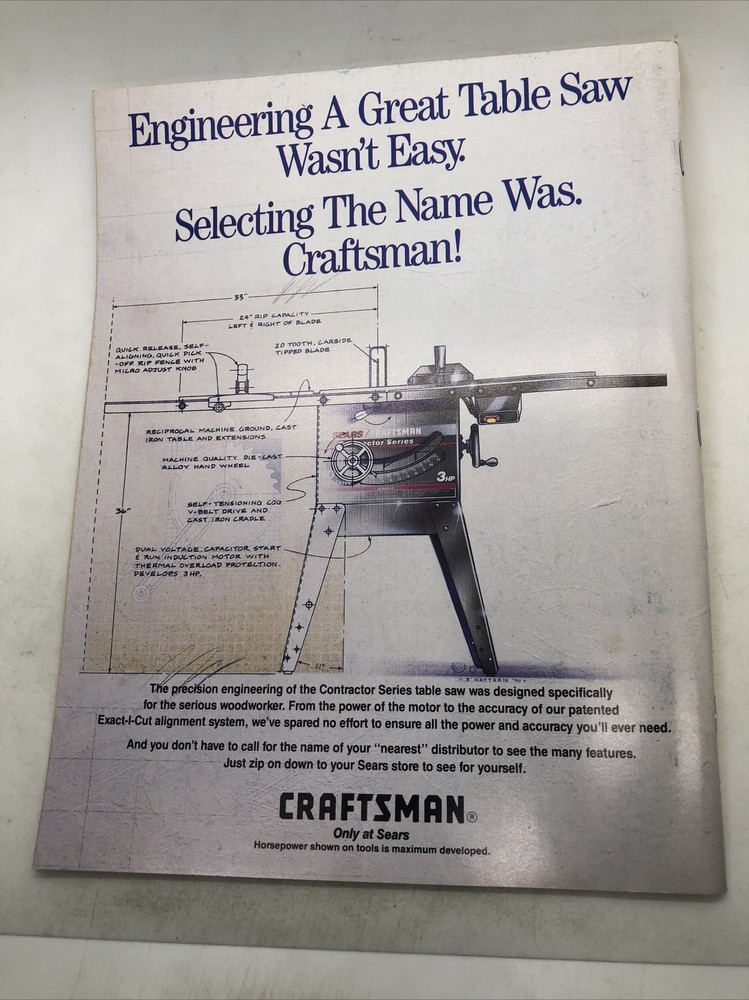 Engineering A Great Table Saw
Wasn't Easy.
Selecting The Name Was.
Craftsman!
33"
24" RIP CAPACITY
LEFT & RIGHT OF BLADE
QUICK RELEASE, SELF-
ALIGNING, QUICK PICK
-OFF RIP FENCE WITH
MICRO ADJUST KNOB
20 TOOTH, CARBIDE
TIPPED BLADE
RECIPROCAL MACHINE GROUND, CAST
IRON TABLE AND EXTENSIONS
SEARS / CRAFTSMAN
Contractor Series
MACHINE QUALITY DIE-CAST
ALLOY HAND WHEEL
3HP
SELF-TENSIONING COG
V-BELT DRIVE AND
CAST IRON CRADLE
36"
DUAL VOLTAGE, CAPACITOR START
& RUN INDUCTION MOTOR WITH
THERMAL OVERLOAD PROTECTION.
DEVELOPS 3 HP.
The precision engineering of the Contractor Series table saw was designed specifically
for the serious woodworker. From the power of the motor to the accuracy of our patented
Exact-I-Cut alignment system, we've spared no effort to ensure all the power and accuracy you'll ever need.
And you don't have to call for the name of your "nearest" distributor to see the many features.
Just zip on down to your Sears store to see for yourself.
CRAFTSMAN®
Only at Sears
Horsepower shown on tools is maximum developed.